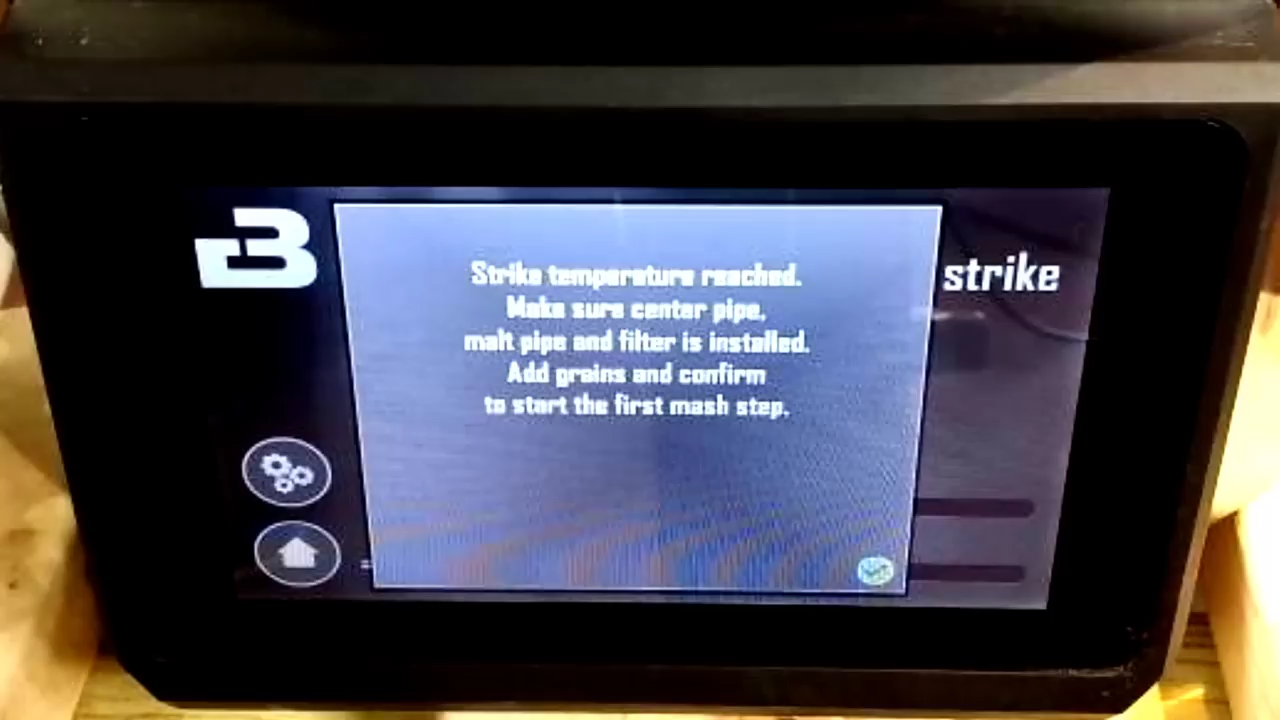 Strike temperature reached.
Make sure center pipe,
malt pipe and filter is installed.
Add grains and confirm
to start the first mash step.
strike